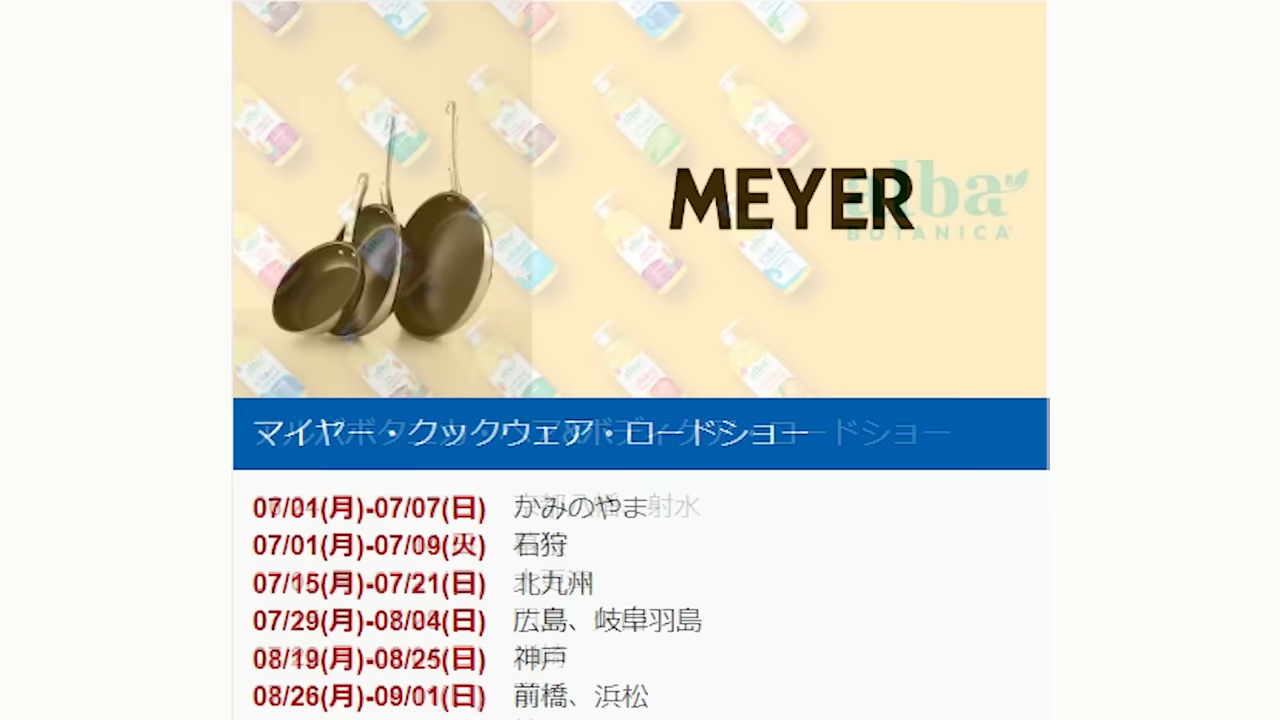 MEYER
alba
BOTANICA
マイヤー・クックウェア・ロードショー
07/01(月)-07/07(日) かみのやま
07/01(月)-07/09(火) 石狩
07/15(月)-07/21(日) 北九州
07/29(月)-08/04(日) 広島、岐阜羽島
08/19(月)-08/25(日) 神戸
08/26(月)-09/01(日) 前橋、浜松